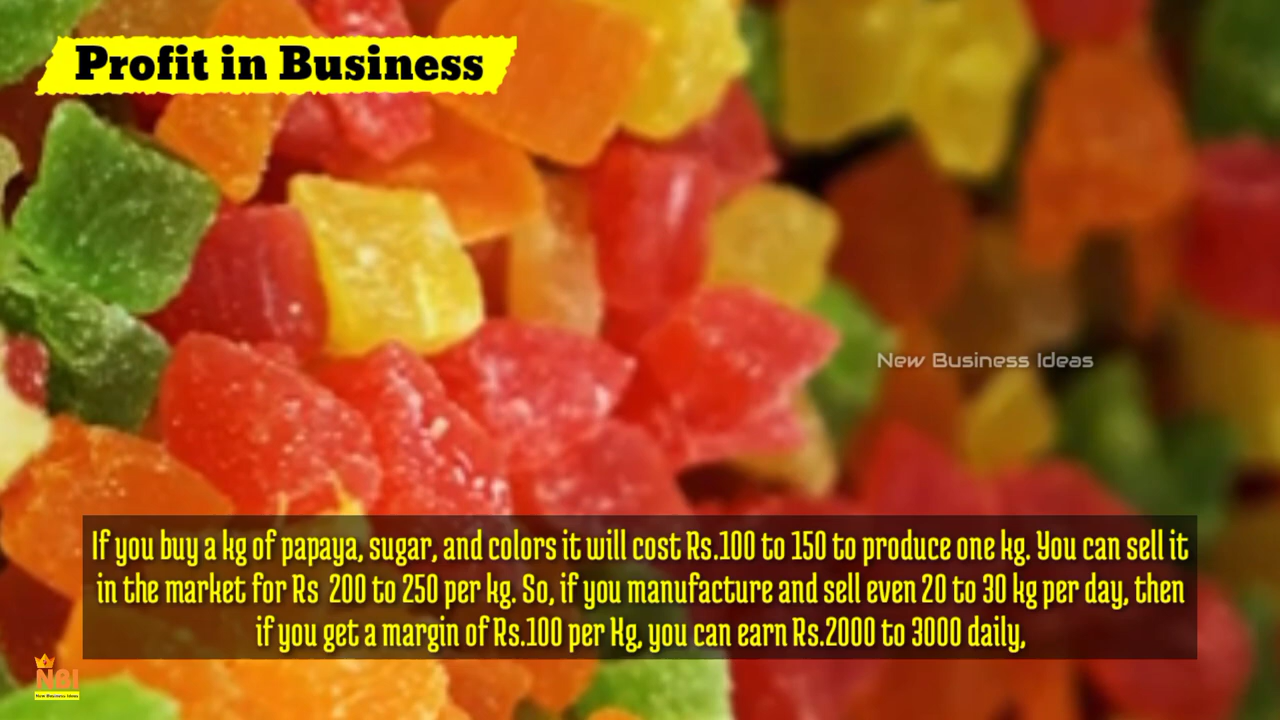 Profit in Business
New Business Ideas
If you buy a kg of papaya, sugar, and colors it will cost Rs.100 to 150 to produce one kg. You can sell it
in the market for Rs 200 to 250 per kg. So, if you manufacture and sell even 20 to 30 kg per day, then
if you get a margin of Rs.100 per Kg, you can earn Rs.2000 to 3000 daily,
NBI
New Business Ideas